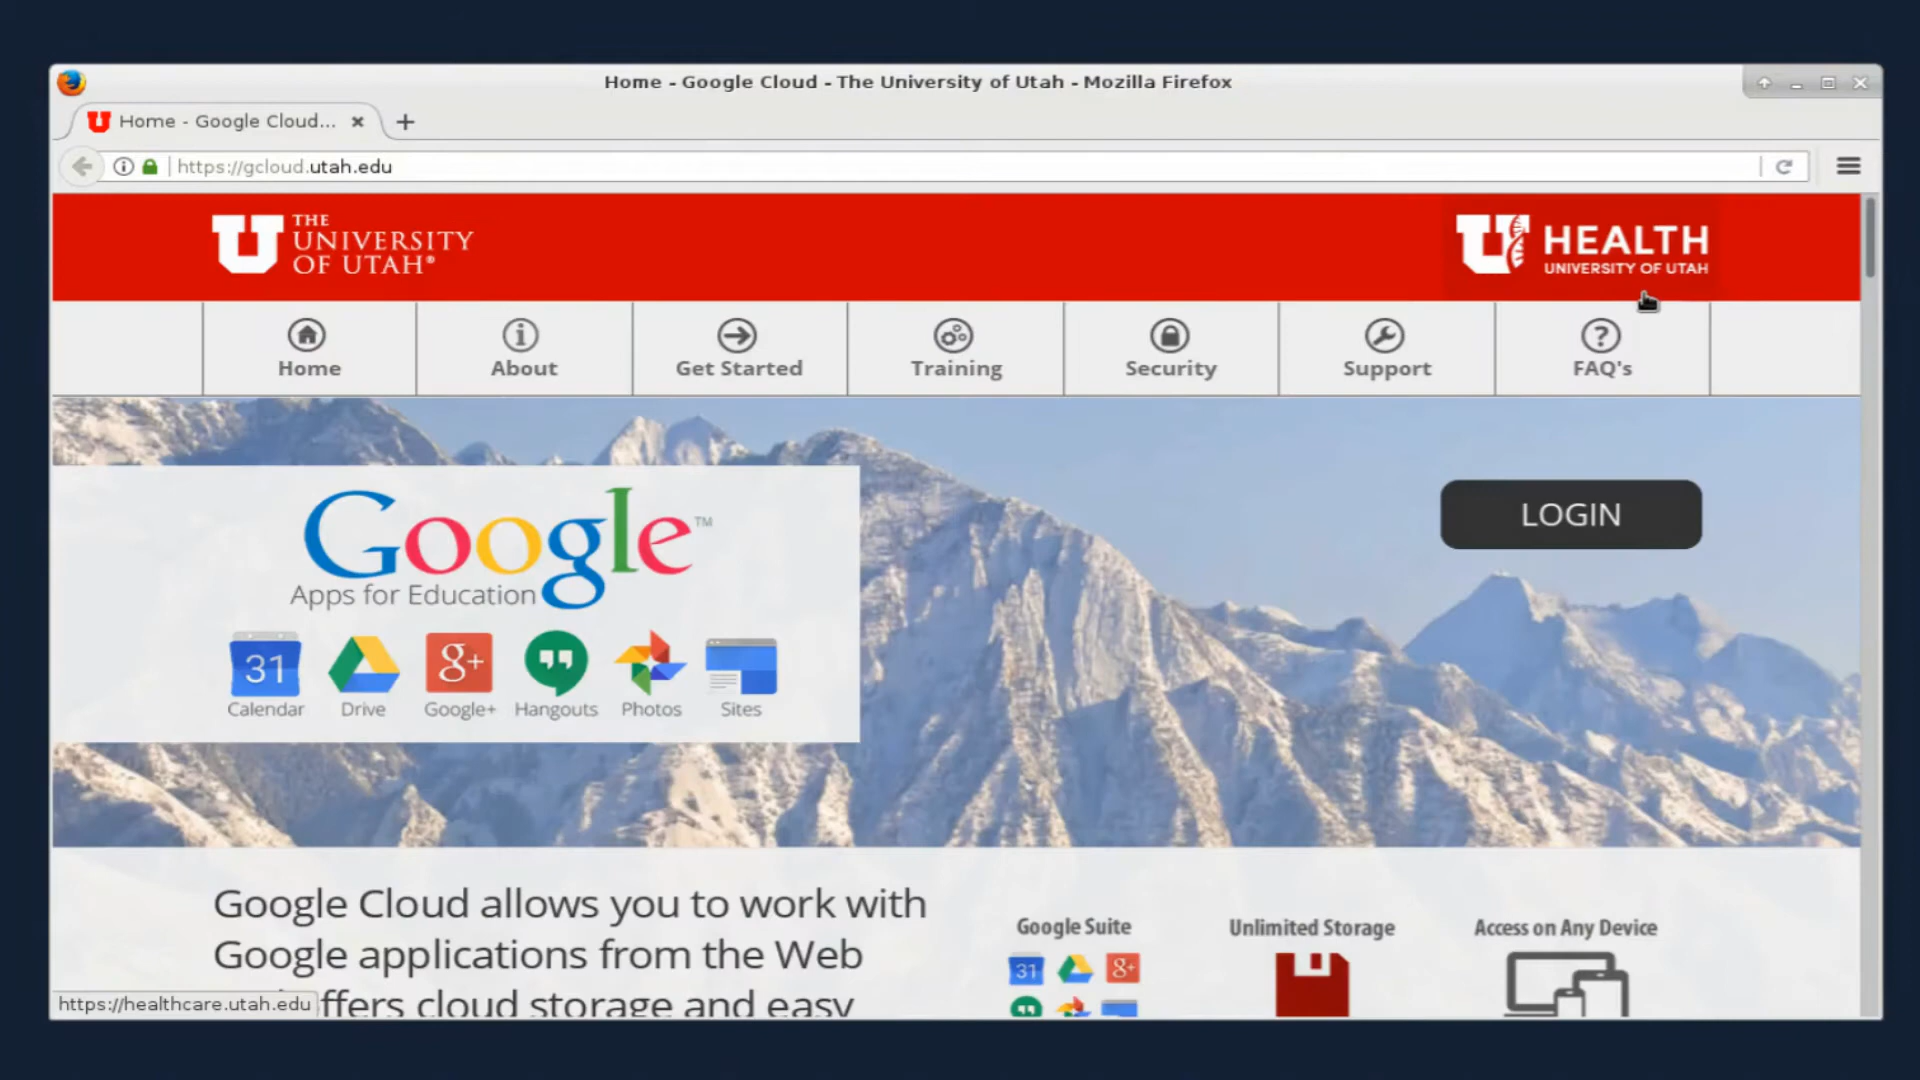 Home - Google Cloud - The University of Utah - Mozilla Firefox
Home - Google Cloud...
https://gcloud.utah.edu
THE
UNIVERSITY
OF UTAH®
HEALTH
UNIVERSITY OF UTAH
Home
About
Get Started
Training
Security
Support
FAQ's
Google™
Apps for Education
LOGIN
31
g+
Calendar
Drive
Google+
Hangouts
Photos
Sites
Google Cloud allows you to work with
Google applications from the Web
ffers cloud storage and easy
Google Suite
Unlimited Storage
Access on Any Device
31
g+
https://healthcare.utah.edu